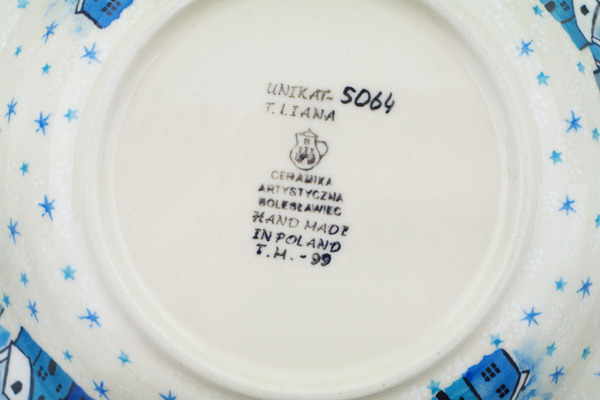 UNIKAT- 5064
T. LIANA
CERAMIKA
ARTYSTYCZNA
BOLESŁAWIEC
HAND MADE
IN POLAND
T.M. - 99